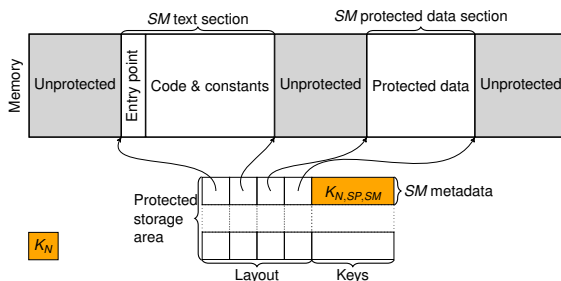 SM text section
SM protected data section
Memory
Unprotected
Entry point
Code & constants
Unprotected
Protected data
Unprotected
Protected
storage
area
K_{N,SP,SM}
SM metadata
K_N
Layout
Keys